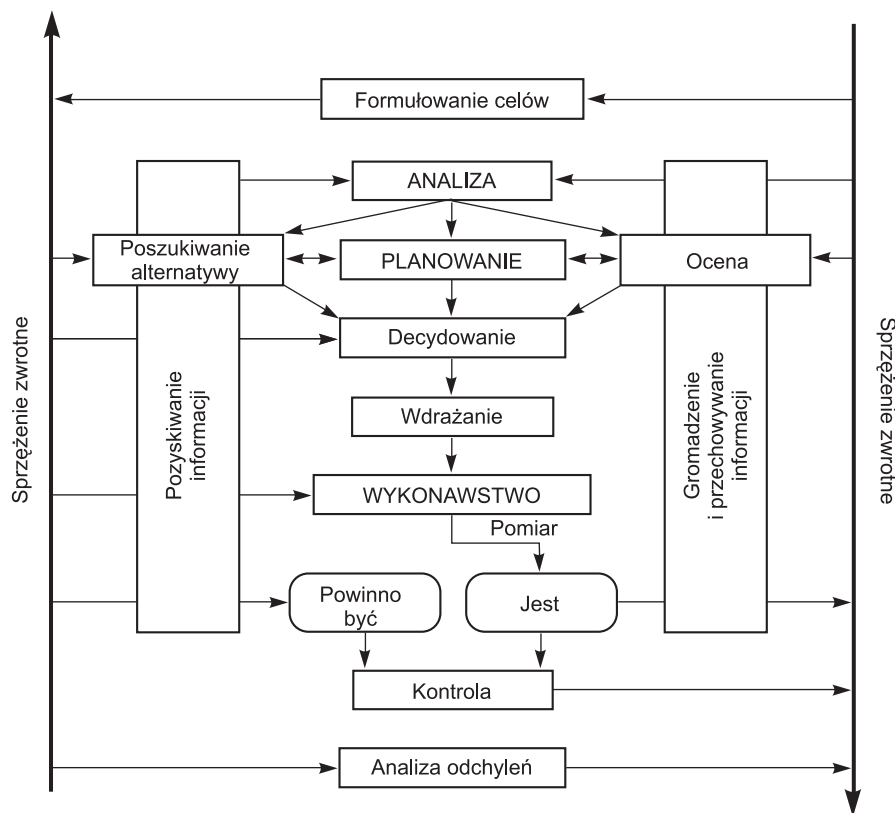 Formułowanie celów
ANALIZA
Poszukiwanie
alternatywy
PLANOWANIE
Ocena
Decydowanie
Sprzężenie zwrotne
Pozyskiwanie
informacji
Wdrażanie
Gromadzenie
i przechowywanie
informacji
Sprzężenie zwrotne
WYKONAWSTWO
Pomiar
Powinno
być
Jest
Kontrola
Analiza odchyleń